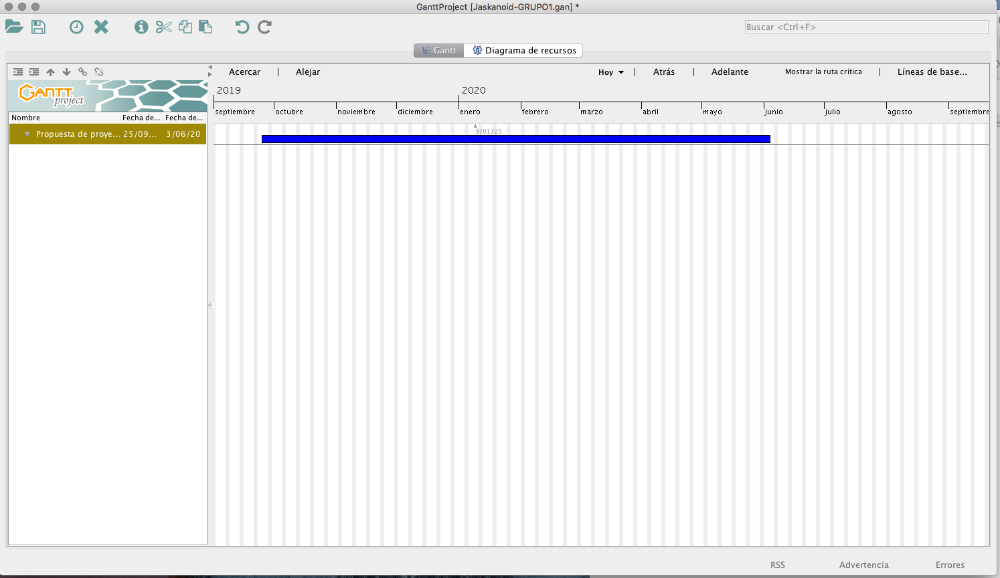 GanttProject [Jaskanoid-GRUPO1.gan] *
Buscar <Ctrl+F>
Gantt Diagrama de recursos
Acercar | Alejar Hoy | Atrás | Adelante Mostrar la ruta crítica | Líneas de base...
GANTT
project
2019 2020
septiembre octubre noviembre diciembre enero febrero marzo abril mayo junio julio agosto septiembre
Nombre Fecha de... Fecha de...
9/01/20
Propuesta de proye... 25/09... 3/06/20
RSS Advertencia Errores